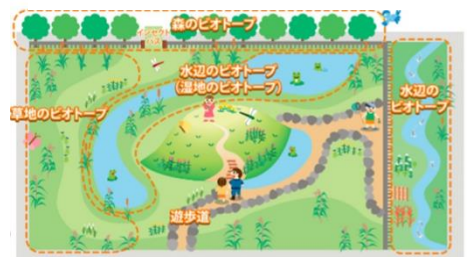 森のビオトープ
水辺のビオトープ
(湿地のビオトープ)
水辺の
ビオトープ
草地のビオトープ
遊歩道